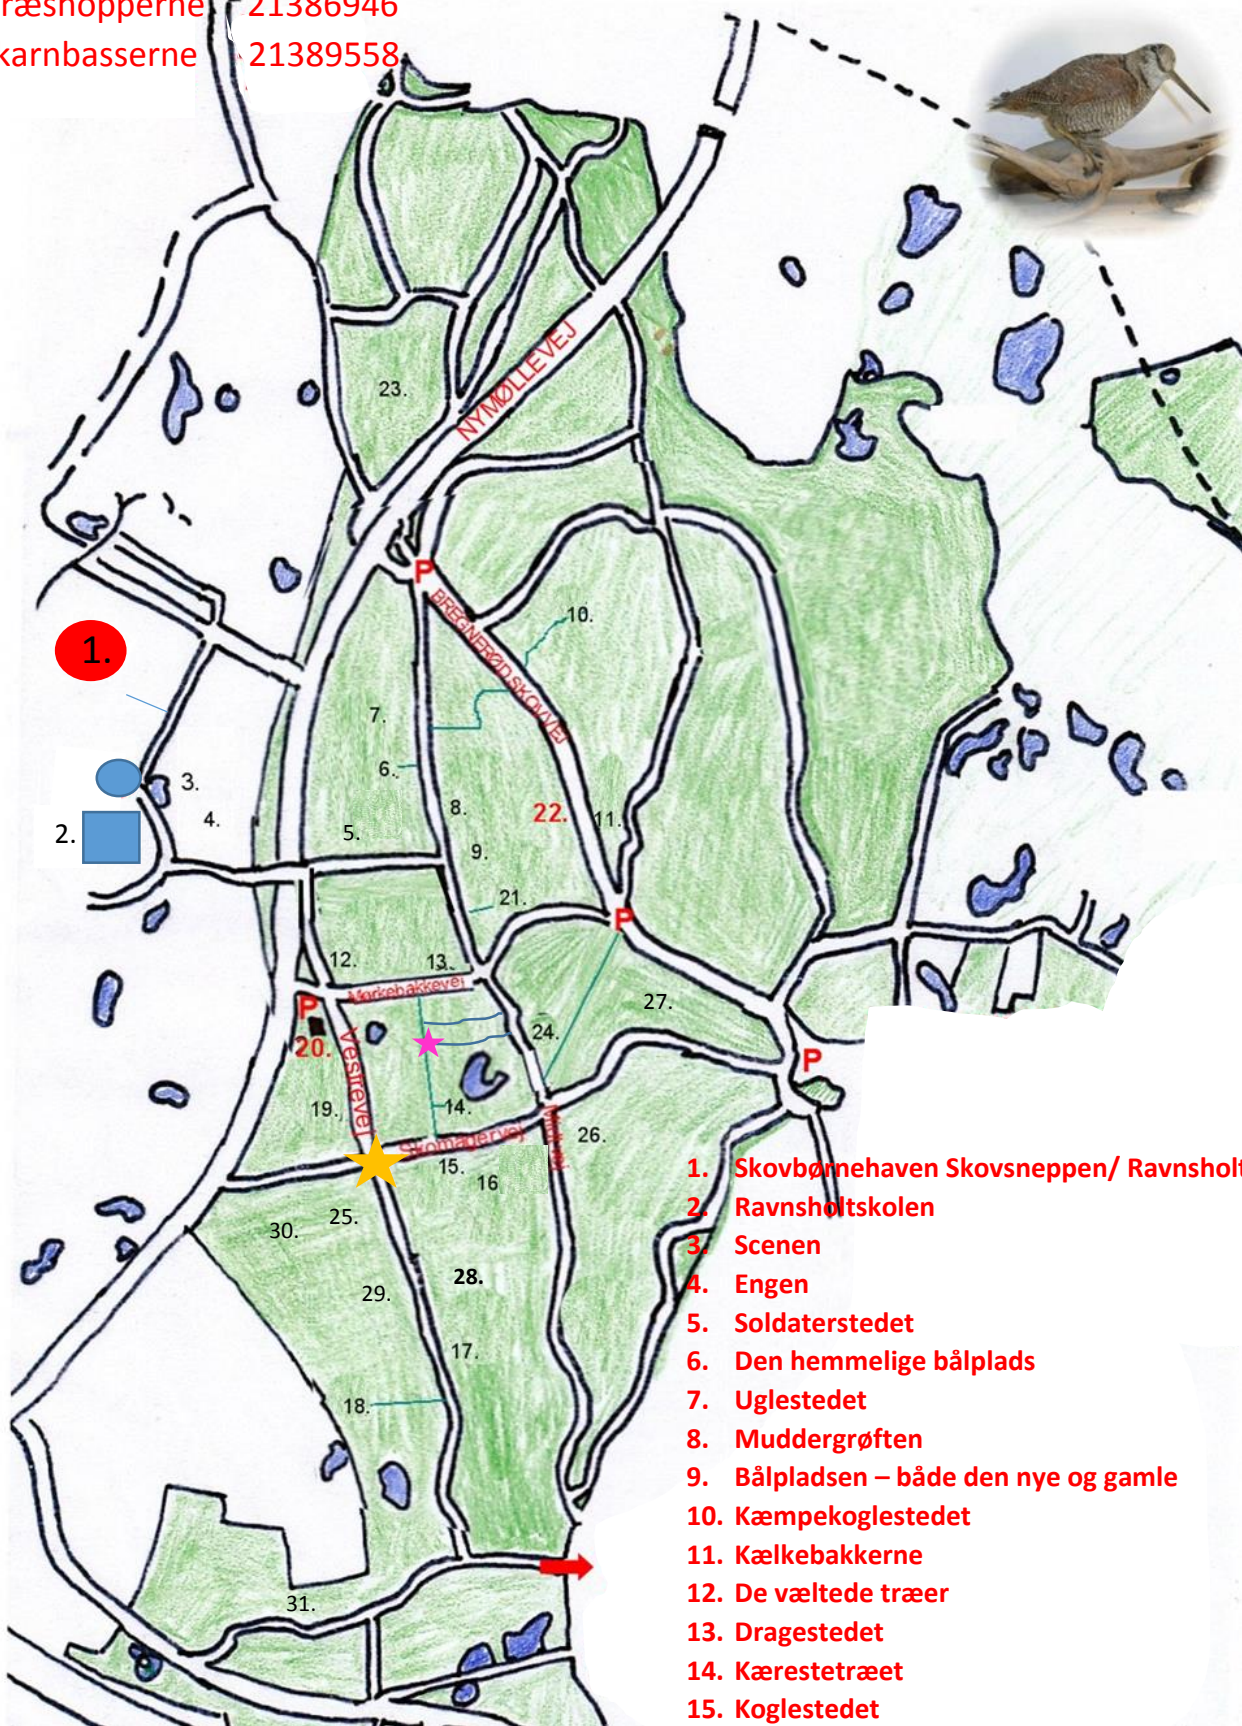 ræshopperne 21386946
karnbasserne 21389558
NYMØLLEVEJ
23.
P
1.
BREGNERØD SKOVVEJ
10.
7.
6.
3.
4.
2.
8.
22.
11.
5.
9.
21.
P
12.
13.
Mørkebakkevej
P
27.
24.
20.
Vestrevej
P
19.
14.
Skomagervej
Midtvej
26.
15.
16
25.
30.
28.
29.
17.
18.
31.
1. Skovbørnehaven Skovsneppen/ Ravnsholt
2. Ravnsholtskolen
3. Scenen
4. Engen
5. Soldaterstedet
6. Den hemmelige bålplads
7. Uglestedet
8. Muddergrøften
9. Bålpladsen – både den nye og gamle
10. Kæmpekoglestedet
11. Kælkebakkerne
12. De væltede træer
13. Dragestedet
14. Kærestetræet
15. Koglestedet